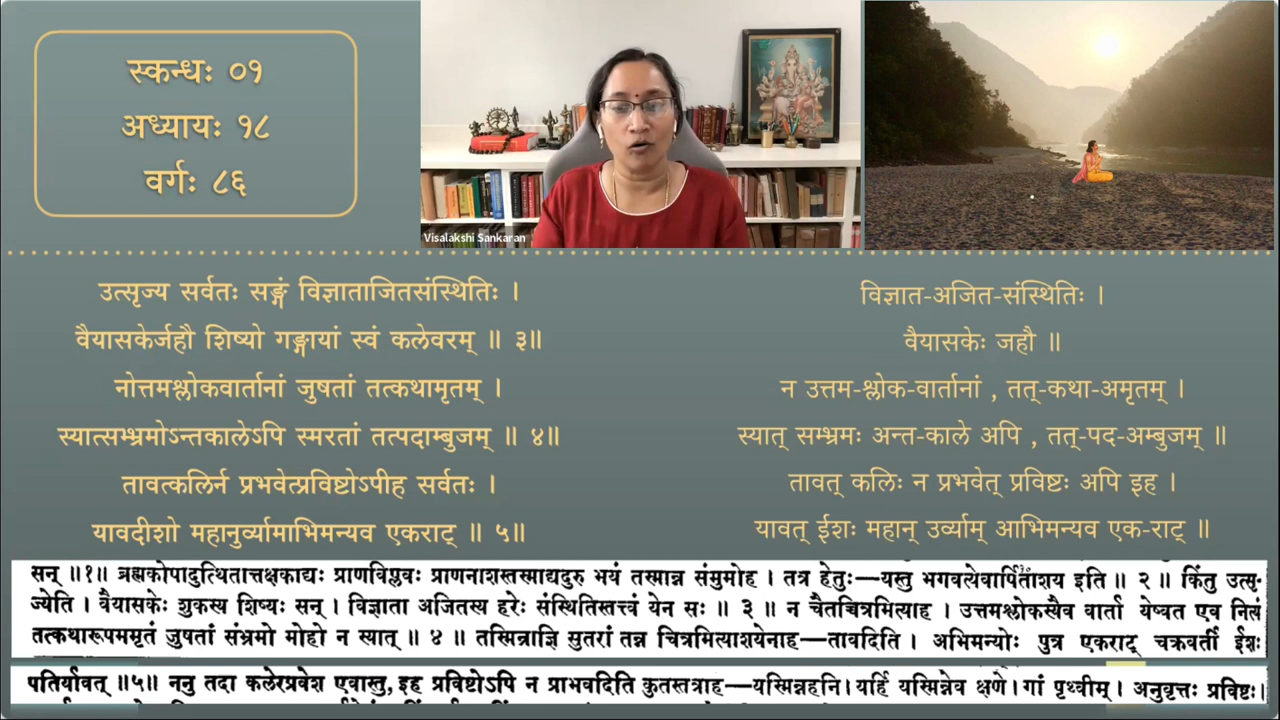 स्कन्धः ०१
अध्यायः १८
वर्गः ८६
Visalakshi Sankaran
उत्सृज्य सर्वतः सङ्गं विज्ञाताजितसंस्थितिः ।
वैयासकेर्जहौ शिष्यो गङ्गायां स्वं कलेवरम् ॥ ३॥
नोत्तमश्लोकवार्तानां जुषतां तत्कथामृतम् ।
स्यात्सम्भ्रमोऽन्तकालेऽपि स्मरतां तत्पदाम्बुजम् ॥ ४॥
तावत्कलिर्न प्रभवेत्प्रविष्टोऽपीह सर्वतः ।
यावदीशो महानुर्व्यामाभिमन्यव एकराट् ॥ ५॥
विज्ञात-अजित-संस्थितिः ।
वैयासकेः जहौ ॥
न उत्तम-श्लोक-वार्तानां , तत्-कथा-अमृतम् ।
स्यात् सम्भ्रमः अन्त-काले अपि , तत्-पद-अम्बुजम् ॥
तावत् कलिः न प्रभवेत् प्रविष्टः अपि इह ।
यावत् ईशः महान् उर्व्याम् आभिमन्यव एक-राट् ॥
सन् ॥१॥ ब्रह्मकोपादुत्थितात्तक्षकाद्यः प्राणविप्लवः प्राणनाशस्तस्माद्यदुरु भयं तस्मान्न संमुमोह । तत्र हेतुः—यस्तु भगवत्येवार्पिताशय इति ॥ २ ॥ किंतु उत्सृ-
ज्येति । वैयासकेः शुकस्य शिष्यः सन् । विज्ञाता अजितस्य हरेः संस्थितिस्तत्त्वं येन सः ॥ ३ ॥ न चैतच्चित्रमित्याह । उत्तमश्लोकस्यैव वार्ता येष्वत एव नित्यं
तत्कथारूपममृतं जुषतां संभ्रमो मोहो न स्यात् ॥ ४ ॥ तस्मिन्राज्ञि सुतरां तन्न चित्रमित्याशयेनाह—तावदिति । अभिमन्योः पुत्र एकराट् चक्रवर्ती ईशः
पतिर्यावत् ॥५॥ ननु तदा कलेरप्रवेश एवास्तु, इह प्रविष्टोऽपि न प्राभवदिति कुतस्तत्राह—यस्मिन्नहनि। यर्हि यस्मिन्नेव क्षणे। गां पृथ्वीम्। अनुवृत्तः प्रविष्टः।